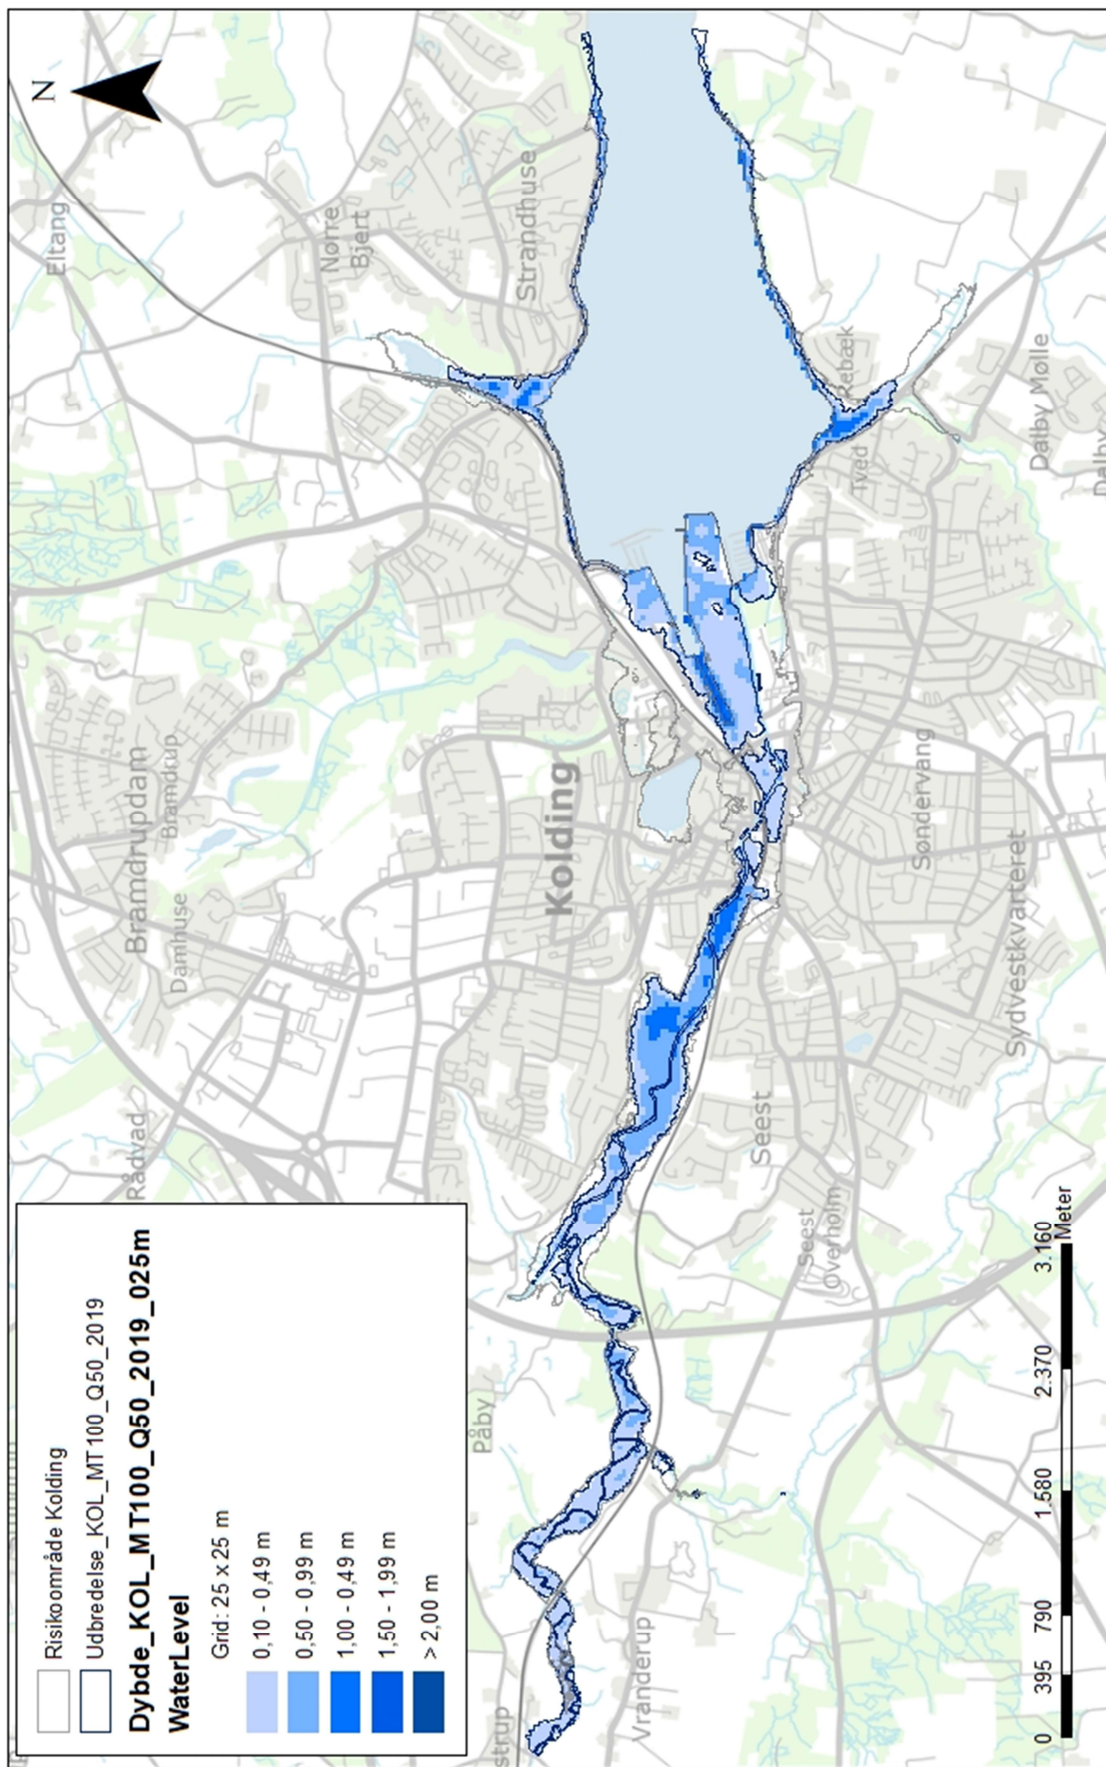 Risikoområde Kolding
Udbredelse_KOL_MT100_Q50_2019
Dybde_KOL_MT100_Q50_2019_025m
WaterLevel
Grid: 25 x 25 m
0,10 - 0,49 m
0,50 - 0,99 m
1,00 - 0,49 m
1,50 - 1,99 m
> 2,00 m
N
Eltang
Nørre
Bjert
Strandhuse
Bramdrupdam
Bramdrup
Damhuse
Rådvad
Kolding
Påby
Rebæk
Tved
Dalby Mølle
Dalby
Søndervang
Sydvestkvarteret
Seest
Seest
Overholm
Vranderup
strup
0 395 790 1.580 2.370 3.160
Meter